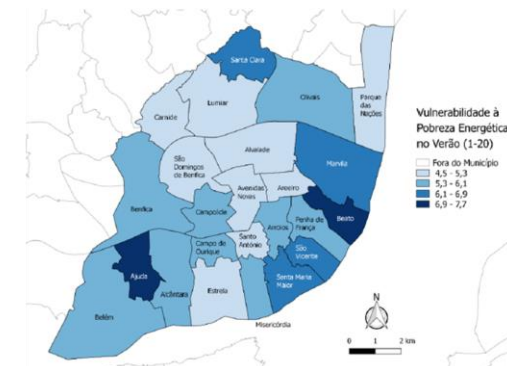 Santa Clara
Lumiar
Olivais
Parque
das
Nações
Carnide
São
Domingos
de Benfica
Alvalade
Marvila
Benfica
Avenidas
Novas
Areeiro
Campolide
Beato
Campo de
Ourique
Santo
António
Arroios
Penha de
França
São
Vicente
Ajuda
Alcântara
Estrela
Santa Maria
Maior
Belém
Misericórdia
Vulnerabilidade à
Pobreza Energética
no Verão (1-20)
Fora do Município
4,5 - 5,3
5,3 - 6,1
6,1 - 6,9
6,9 - 7,7
N
0 1 2 km